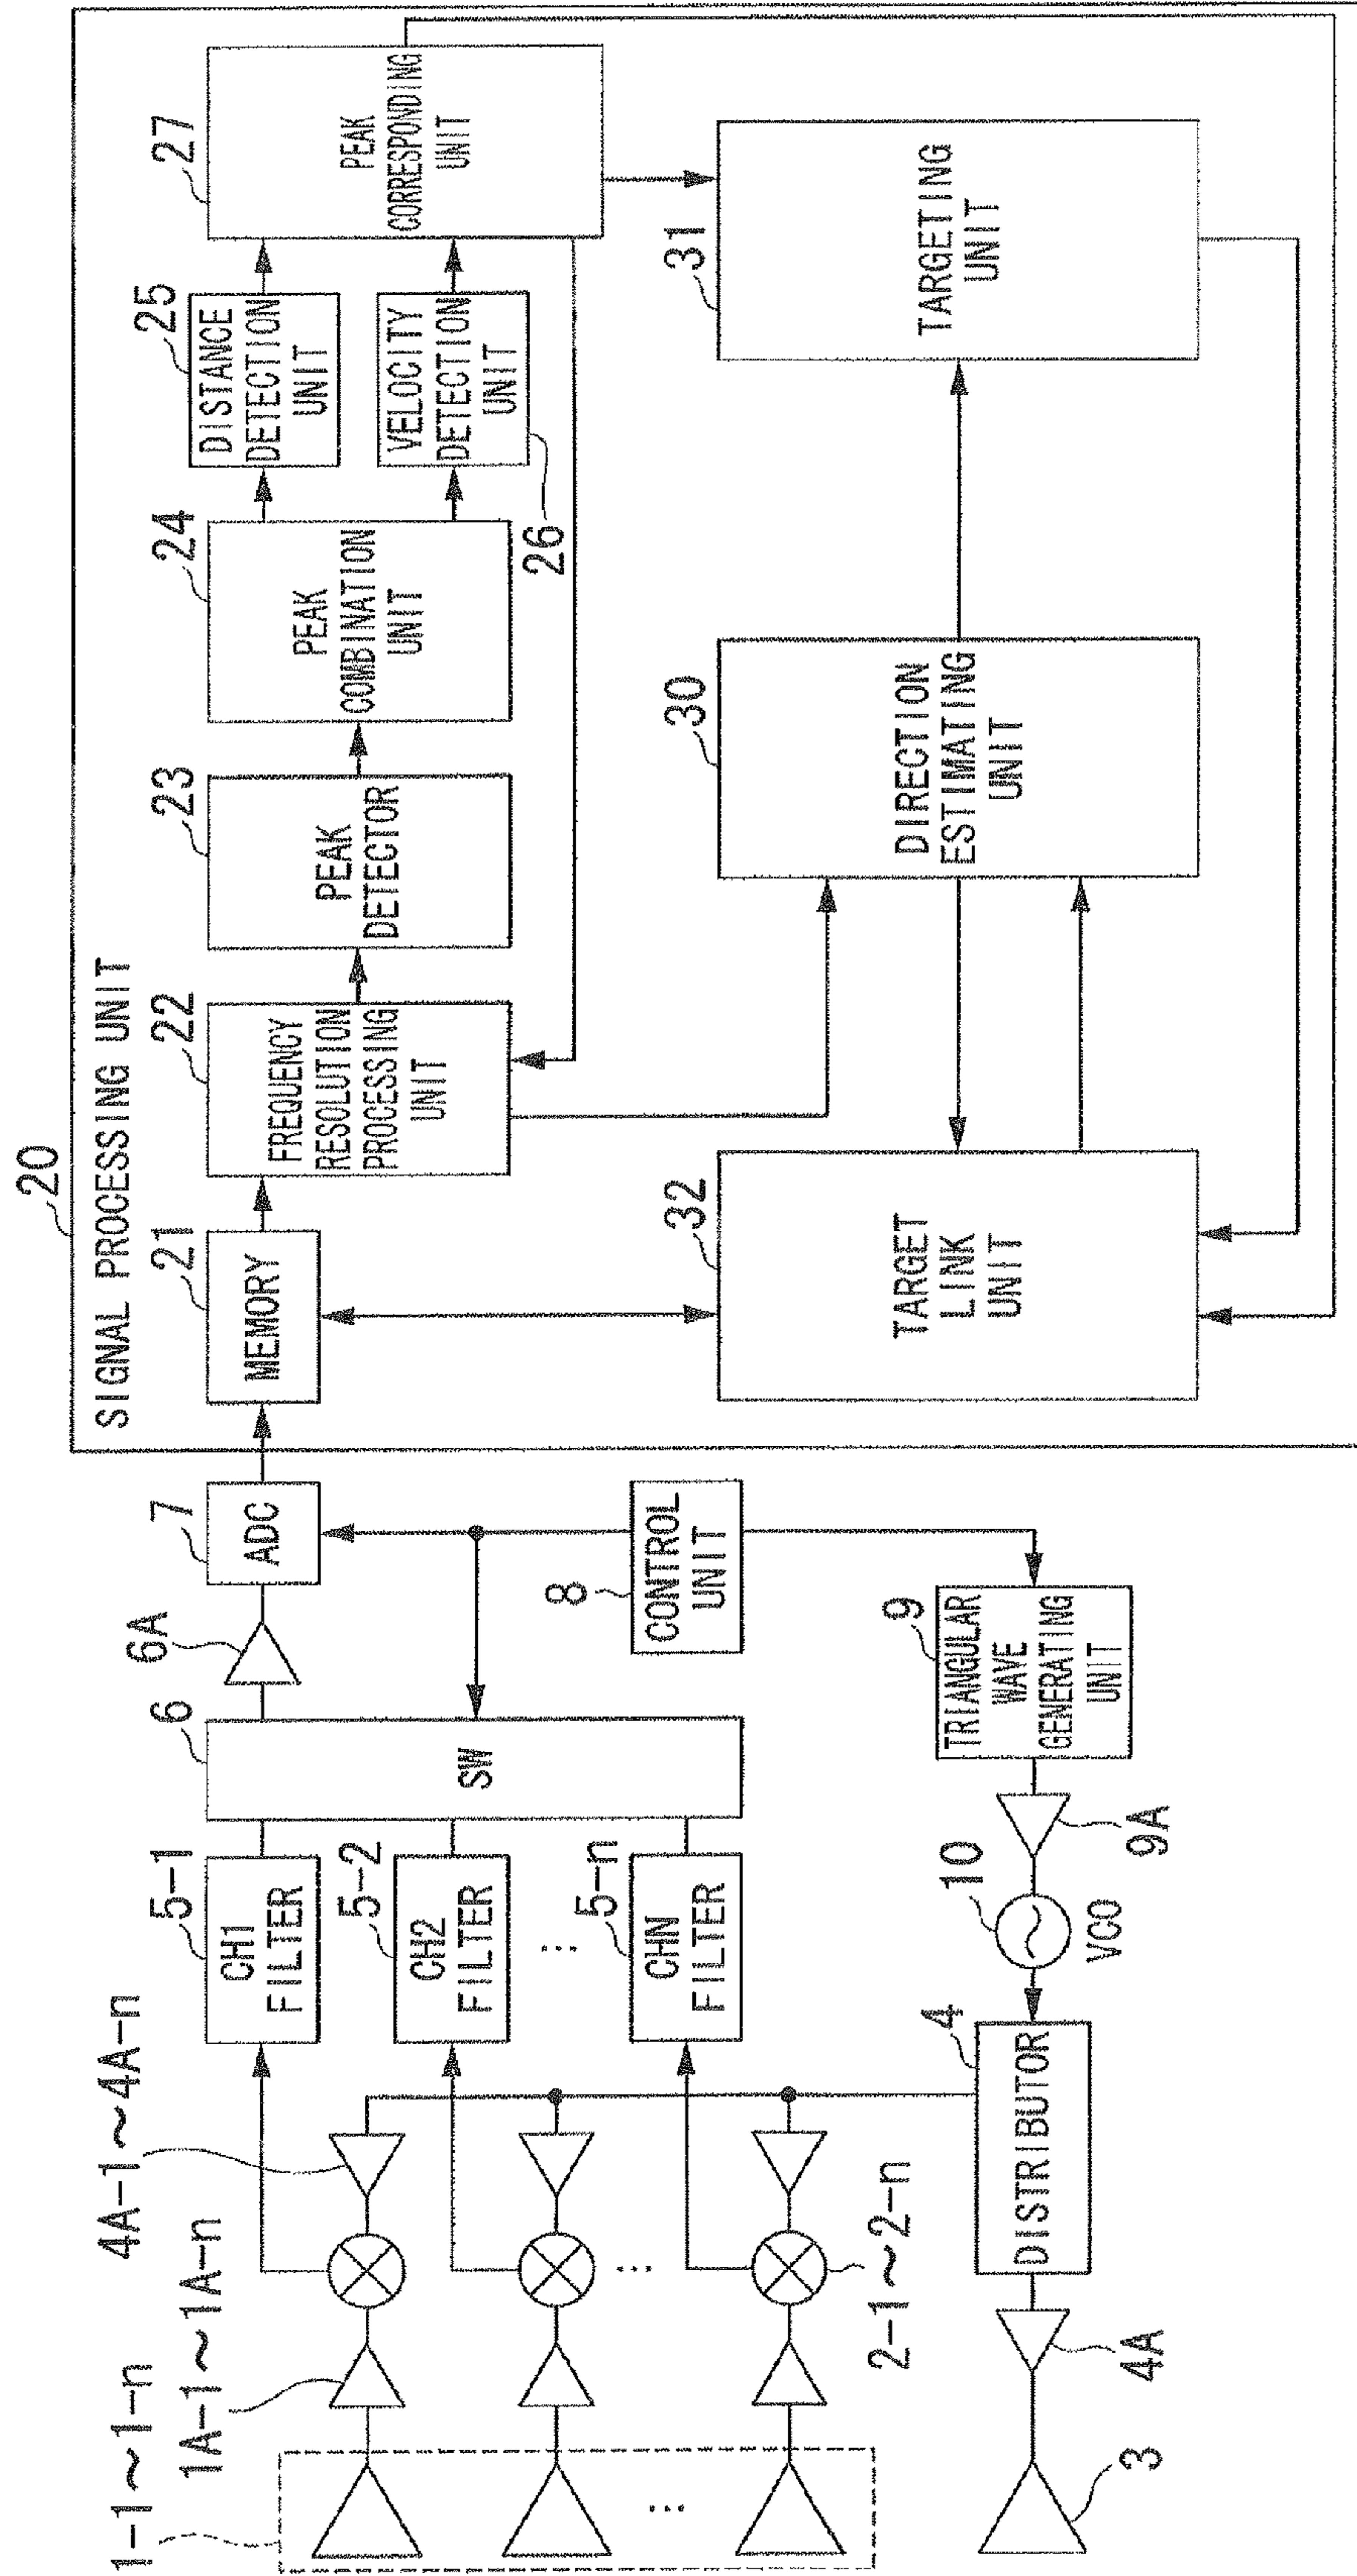 20
SIGNAL PROCESSING UNIT
1-1~1-n
1A-1~1A-n
4A-1~4A-n
5-1
CH1
FILTER
5-2
CH2
FILTER
...
5-n
CHN
FILTER
...
...
2-1~2-n
6
SW
6A
7
ADC
8
CONTROL
UNIT
9
TRIANGULAR
WAVE
GENERATING
UNIT
9A
10
VCO
4
DISTRIBUTOR
4A
3
21
MEMORY
22
FREQUENCY
RESOLUTION
PROCESSING
UNIT
23
PEAK
DETECTOR
24
PEAK
COMBINATION
UNIT
25
DISTANCE
DETECTION
UNIT
VELOCITY
DETECTION
UNIT
26
27
PEAK
CORRESPONDING
UNIT
32
TARGET
LINK
UNIT
30
DIRECTION
ESTIMATING
UNIT
31
TARGETING
UNIT